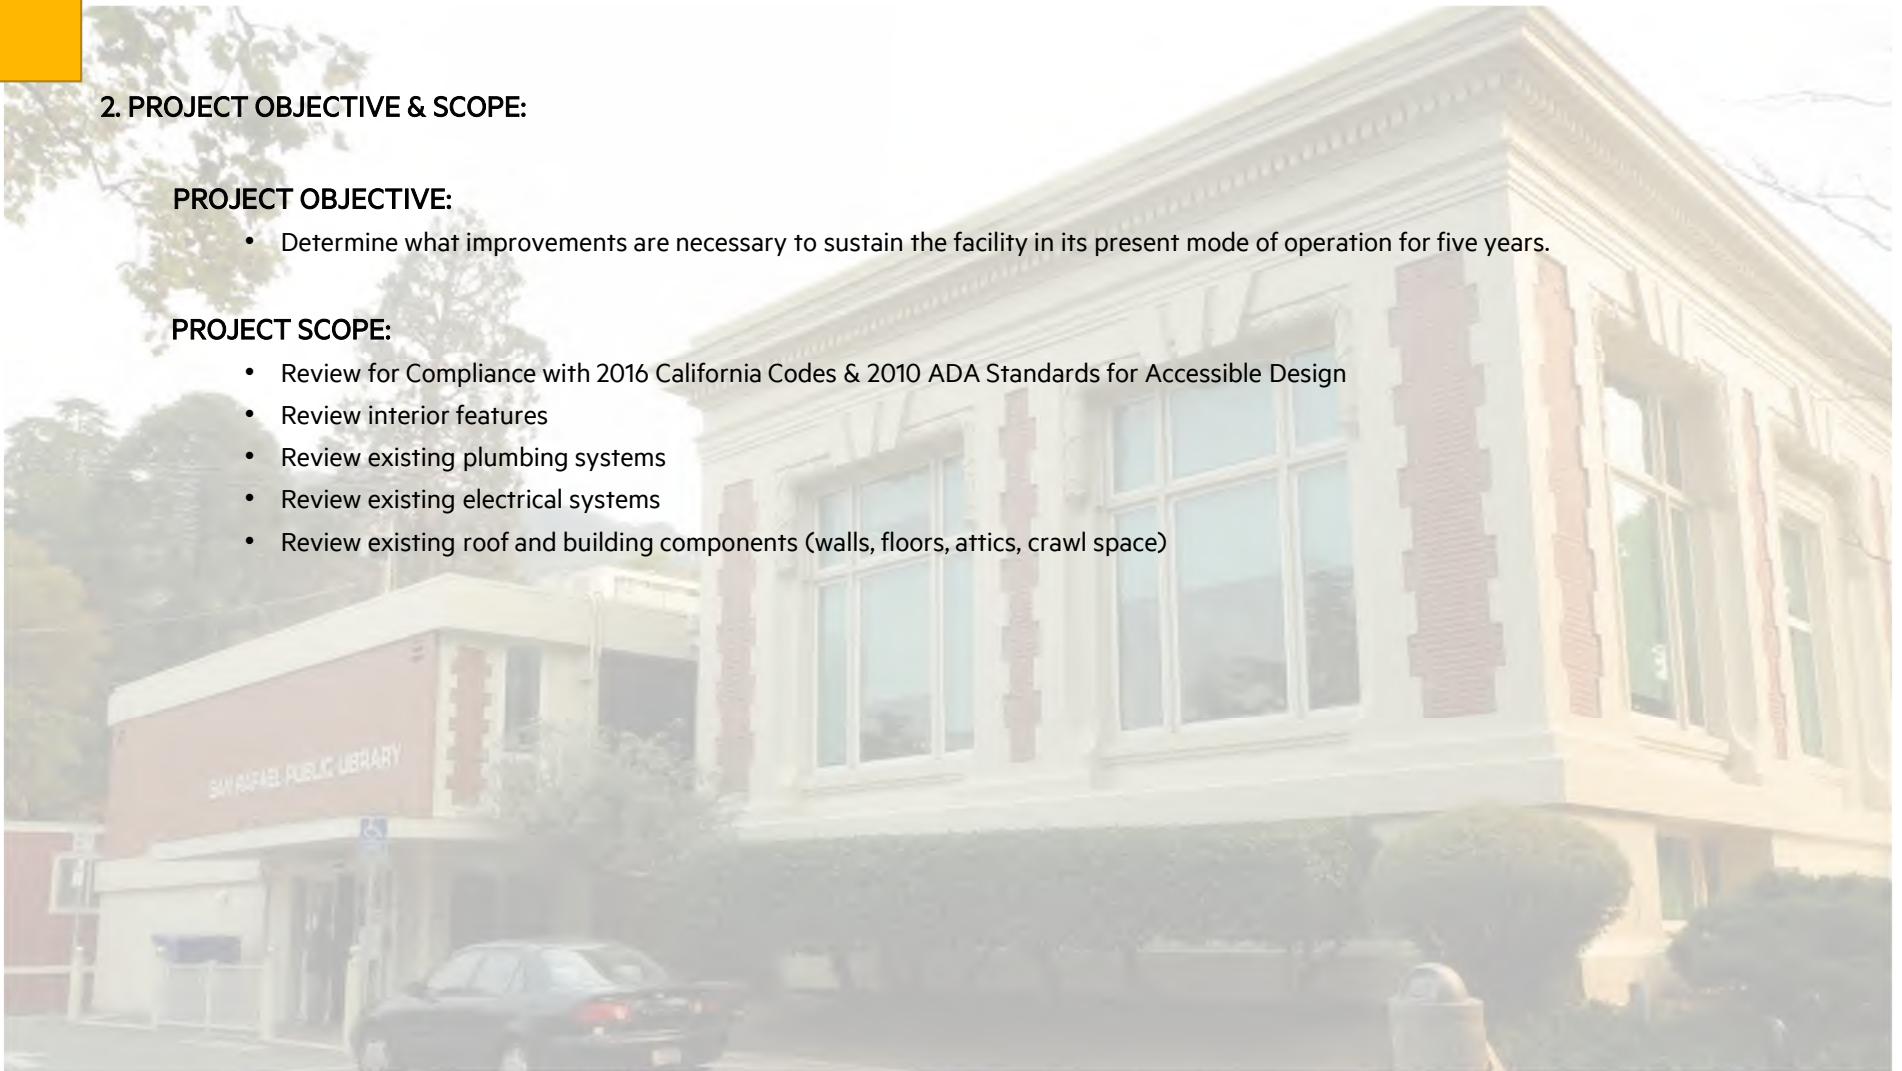 2. PROJECT OBJECTIVE & SCOPE:
PROJECT OBJECTIVE:
• Determine what improvements are necessary to sustain the facility in its present mode of operation for five years.
PROJECT SCOPE:
• Review for Compliance with 2016 California Codes & 2010 ADA Standards for Accessible Design
• Review interior features
• Review existing plumbing systems
• Review existing electrical systems
• Review existing roof and building components (walls, floors, attics, crawl space)
SAN RAFAEL PUBLIC LIBRARY